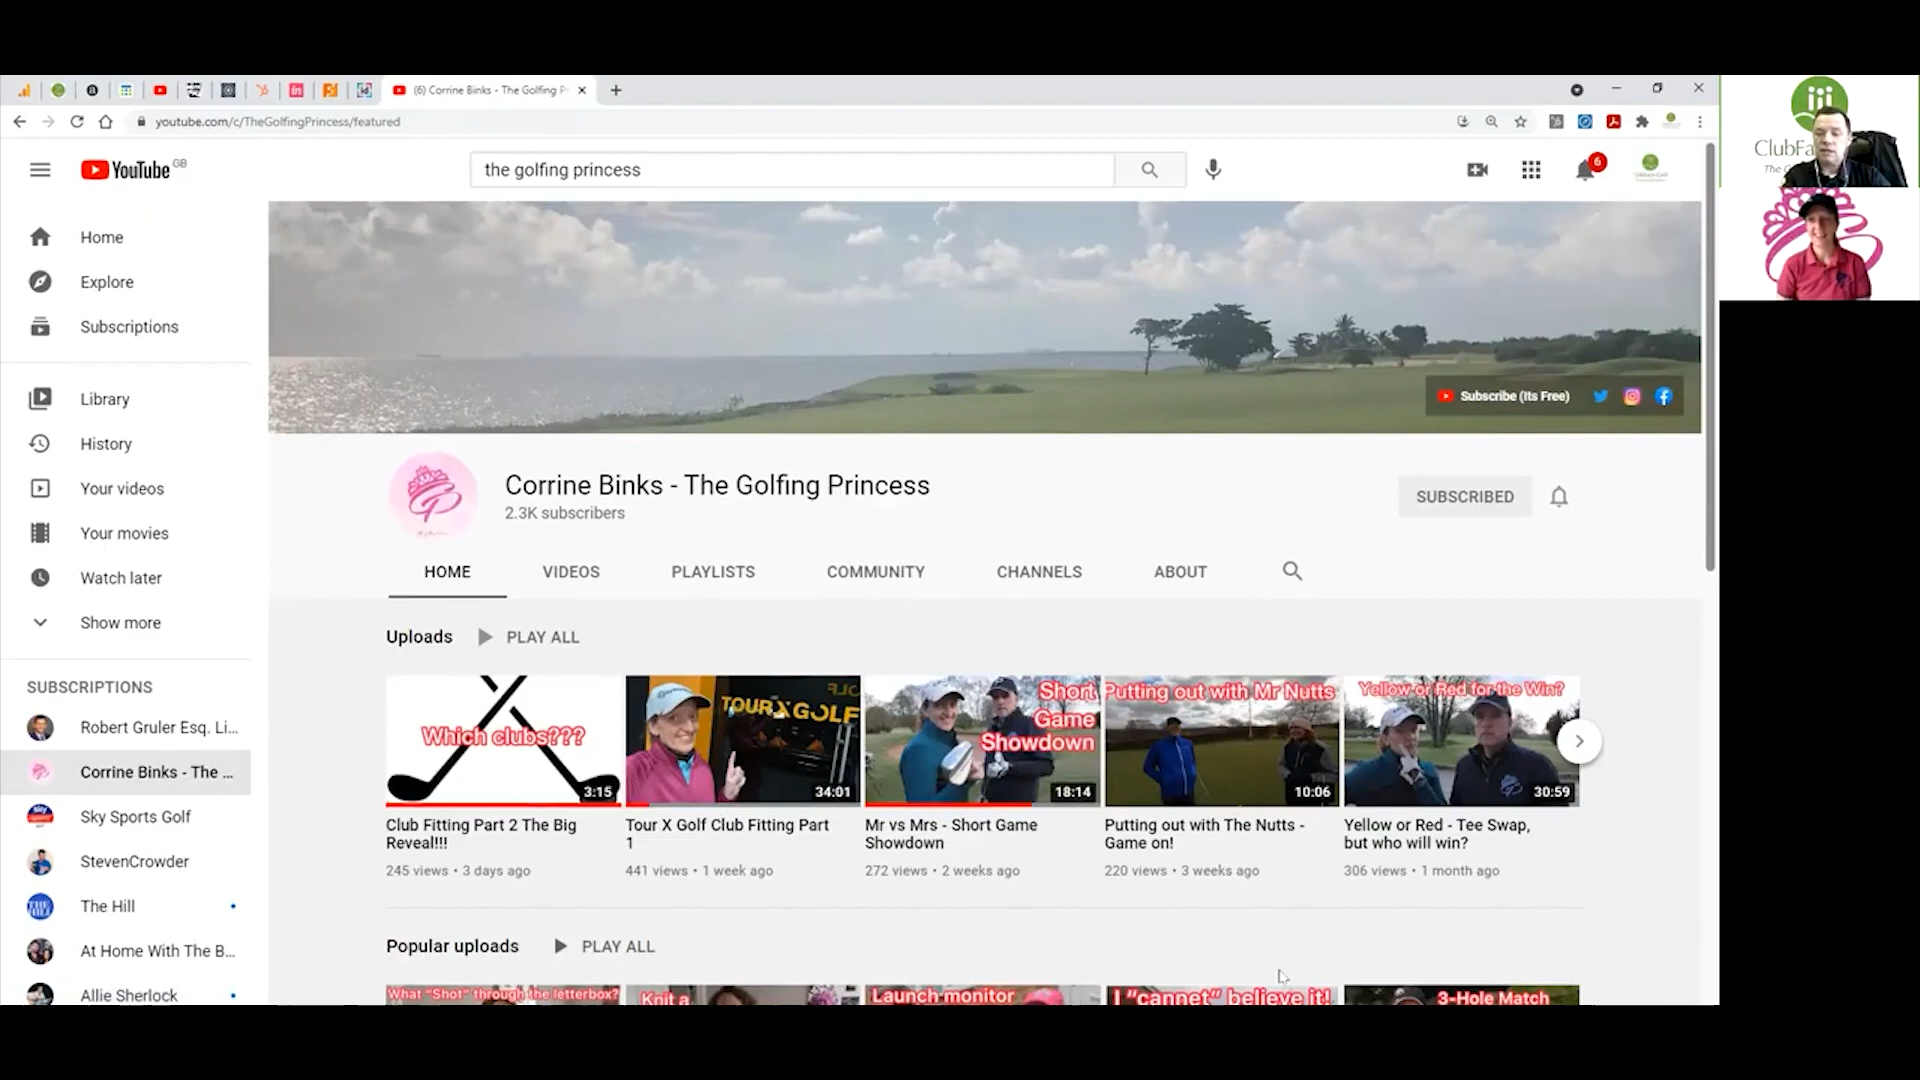 (6) Corrine Binks - The Golfing P
youtube.com/c/TheGolfingPrincess/featured
YouTube GB
the golfing princess
6
ClubFa
The G
Home
Explore
Subscriptions
Library
History
Your videos
Your movies
Watch later
Show more
SUBSCRIPTIONS
Robert Gruler Esq. Li...
Corrine Binks - The ...
Sky Sports Golf
StevenCrowder
The Hill
At Home With The B...
Allie Sherlock
Subscribe (Its Free)
Corrine Binks - The Golfing Princess
2.3K subscribers
SUBSCRIBED
HOME VIDEOS PLAYLISTS COMMUNITY CHANNELS ABOUT
Uploads PLAY ALL
Which clubs???
3:15
Club Fitting Part 2 The Big
Reveal!!!
245 views • 3 days ago
TOUR X GOLF
34:01
Tour X Golf Club Fitting Part
1
441 views • 1 week ago
Short
Game
Showdown
18:14
Mr vs Mrs - Short Game
Showdown
272 views • 2 weeks ago
Putting out with Mr Nutts
10:06
Putting out with The Nutts -
Game on!
220 views • 3 weeks ago
Yellow or Red for the Win?
30:59
Yellow or Red - Tee Swap,
but who will win?
306 views • 1 month ago
Popular uploads PLAY ALL
What "Shot" through the letterbox?
Knit a
Launch monitor
I "cannet" believe it!
3-Hole Match